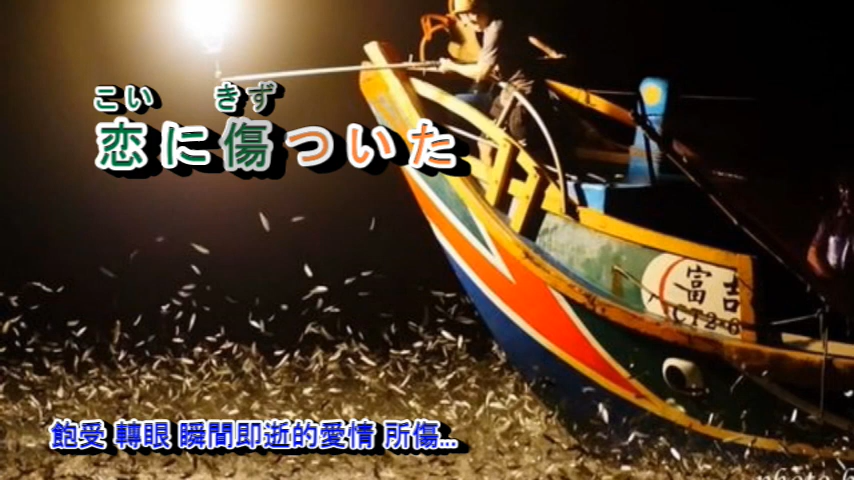 こい きず
恋に傷ついた
富吉
CT2-6
飽受 轉眼 瞬間即逝的愛情 所傷...
photo b